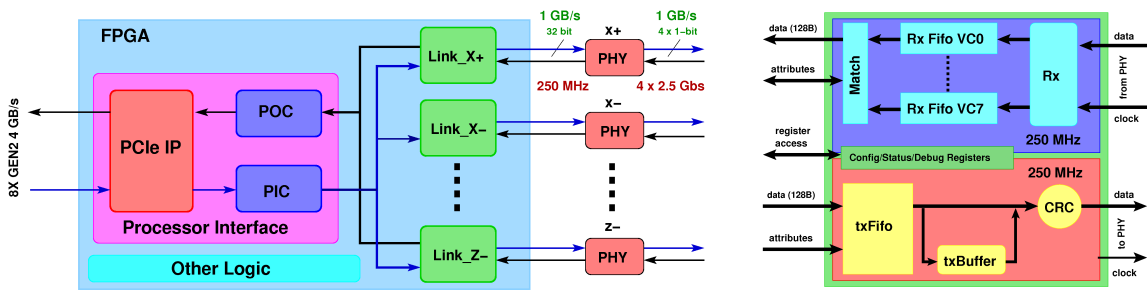 FPGA
8X GEN2 4 GB/s
PCIe IP
POC
PIC
Processor Interface
Other Logic
Link_X+
Link_X−
Link_Z−
1 GB/s
32 bit
250 MHz
x+
PHY
1 GB/s
4 x 1−bit
4 x 2.5 Gbs
x−
PHY
z−
PHY
data (128B)
attributes
register
access
data (128B)
attributes
Match
Rx Fifo VC0
Rx Fifo VC7
Rx
250 MHz
Config/Status/Debug Registers
250 MHz
txFifo
txBuffer
CRC
data
from PHY
clock
data
to PHY
clock